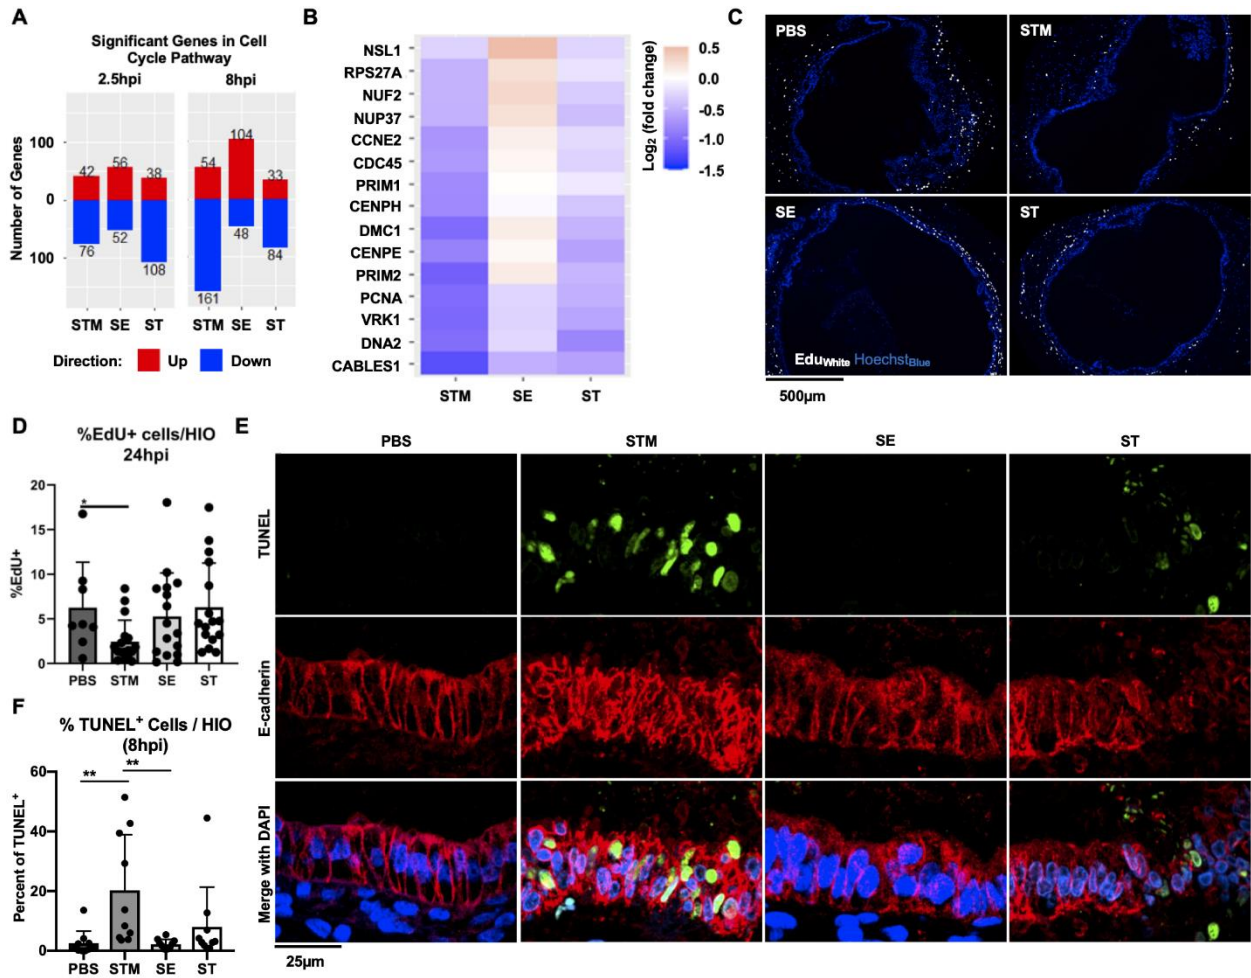 A
Significant Genes in Cell
Cycle Pathway
2.5hpi 8hpi
Number of Genes
100
0
100
42 56 38
76 52 108
54 104 33
161 48 84
STM SE ST STM SE ST
Direction: Up Down
B
NSL1
RPS27A
NUF2
NUP37
CCNE2
CDC45
PRIM1
CENPH
DMC1
CENPE
PRIM2
PCNA
VRK1
DNA2
CABLES1
STM SE ST
0.5
0.0
-0.5
-1.0
-1.5
Log2 (fold change)
C
PBS STM
SE ST
EduWhite HoechstBlue
500µm
D
%EdU+ cells/HIO
24hpi
%EdU+
20
15
10
5
0
*
PBS STM SE ST
E
PBS STM SE ST
TUNEL
E-cadherin
Merge with DAPI
25µm
F
% TUNEL+ Cells / HIO
(8hpi)
Percent of TUNEL+
60
40
20
0
** **
PBS STM SE ST